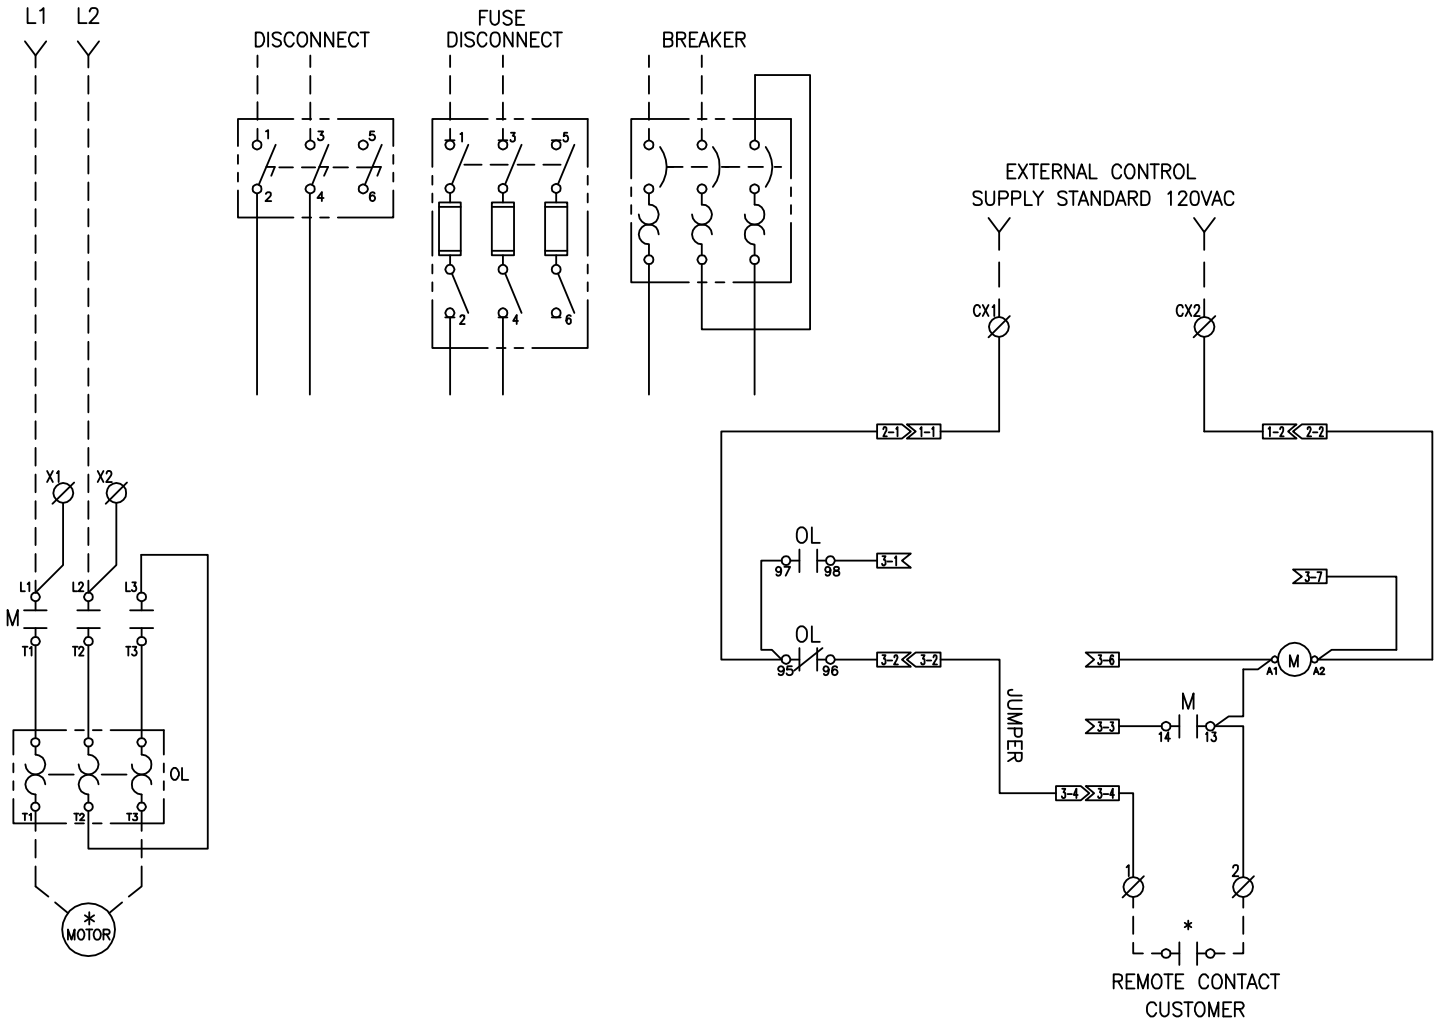 L1 L2
FUSE
DISCONNECT DISCONNECT BREAKER
1 3 5
2 4 6
1 3 5
2 4 6
EXTERNAL CONTROL
SUPPLY STANDARD 120VAC
CX1 CX2
2-1 1-1 1-2 2-2
X1 X2
OL
97 98 3-1
3-7
L1 L2 L3
M
T1 T2 T3
OL
95 96 3-2 3-2
3-6 M
A1 A2
JUMPER
M
3-3 14 13
OL
3-4 3-4
T1 T2 T3
1 2
*
MOTOR
*
REMOTE CONTACT
CUSTOMER